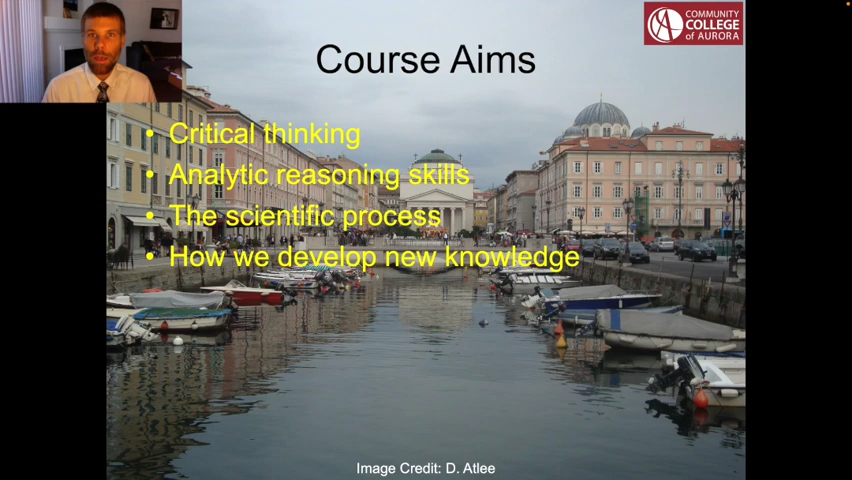 COMMUNITY
COLLEGE
of AURORA
Course Aims
• Critical thinking
• Analytic reasoning skills
• The scientific process
• How we develop new knowledge
Image Credit: D. Atlee